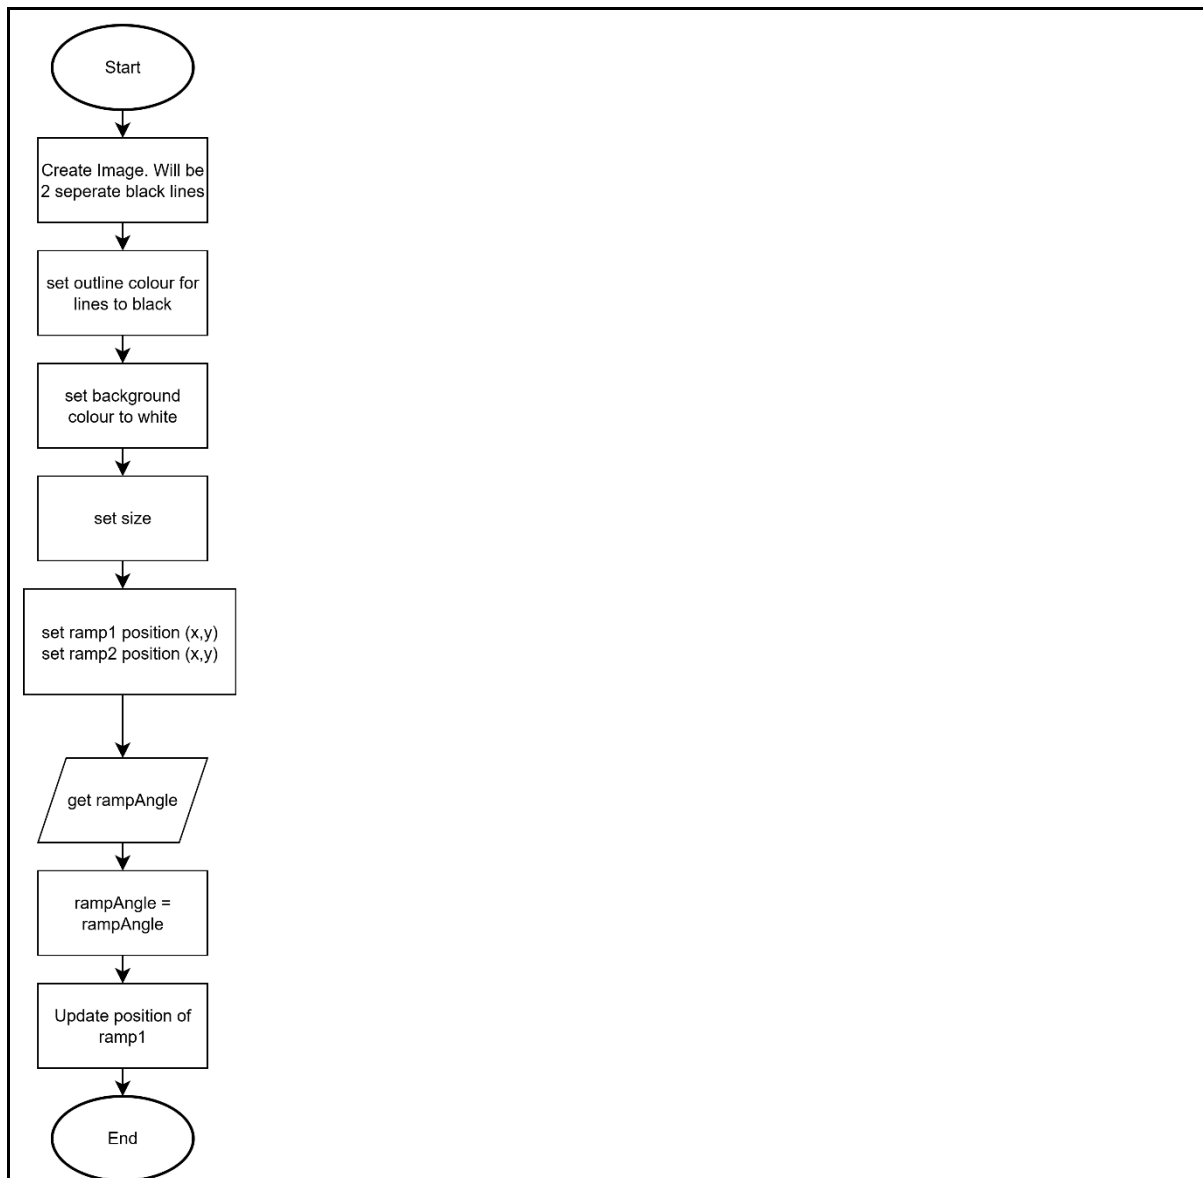 Start
Create Image. Will be
2 seperate black lines
set outline colour for
lines to black
set background
colour to white
set size
set ramp1 position (x,y)
set ramp2 position (x,y)
get rampAngle
rampAngle =
rampAngle
Update position of
ramp1
End